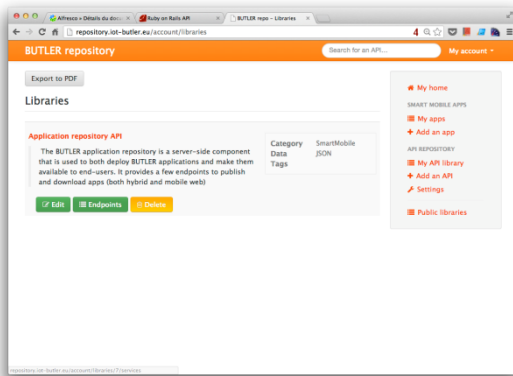 Alfresco » Détails du docu
Ruby on Rails API
BUTLER repo – Libraries
repository.iot-butler.eu/account/libraries
4
BUTLER repository
Search for an API...
My account
Export to PDF
Libraries
Application repository API
The BUTLER application repository is a server-side component
that is used to both deploy BUTLER applications and make them
available to end-users. It provides a few endpoints to publish
and download apps (both hybrid and mobile web)
Category SmartMobile
Data JSON
Tags
Edit
Endpoints
Delete
My home
SMART MOBILE APPS
My apps
+ Add an app
API REPOSITORY
My API library
+ Add an API
Settings
Public libraries
repository.iot-butler.eu/account/libraries/7/services